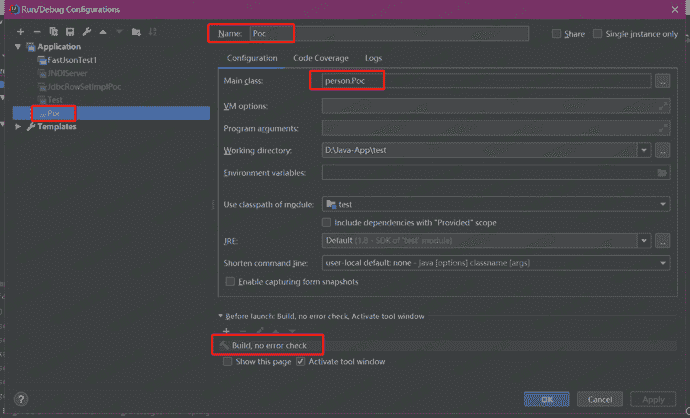 Run/Debug Configurations
Name: Poc
Share
Single instance only
Application
FastJsonTest1
JNDIServer
JdbcRowSetImplPoc
Test
Poc
Templates
Configuration
Code Coverage
Logs
Main class: person.Poc
VM options:
Program arguments:
Working directory: D:\Java-App\test
Environment variables:
Use classpath of module: test
Include dependencies with "Provided" scope
JRE: Default (1.8 - SDK of 'test' module)
Shorten command line: user-local default: none - java [options] classname [args]
Enable capturing form snapshots
Before launch: Build, no error check, Activate tool window
Build, no error check
Show this page
Activate tool window
?
OK
Cancel
Apply